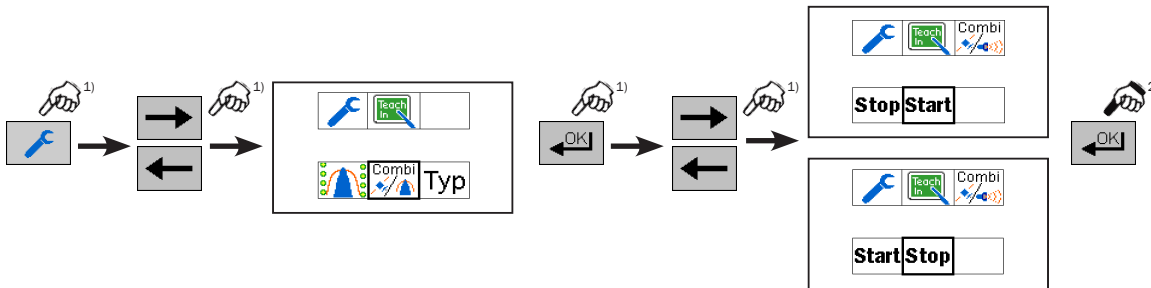 1)
1)
Teach
In
Combi
Typ
1)
OK
1)
Teach
In
Combi
Stop Start
Teach
In
Combi
Start Stop
2
OK